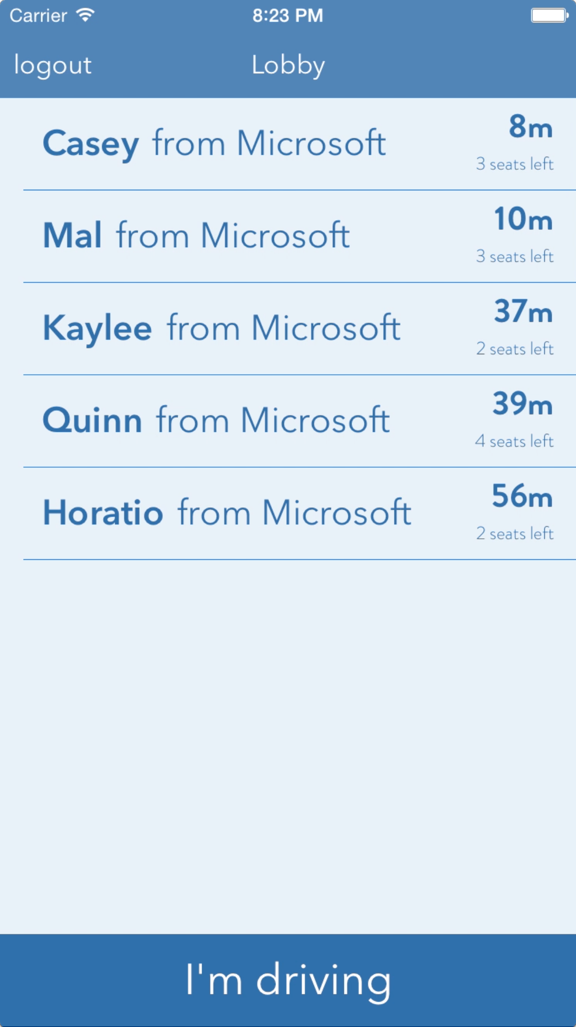 Carrier 8:23 PM
logout Lobby
Casey from Microsoft 8m
3 seats left
Mal from Microsoft 10m
3 seats left
Kaylee from Microsoft 37m
2 seats left
Quinn from Microsoft 39m
4 seats left
Horatio from Microsoft 56m
2 seats left
I'm driving